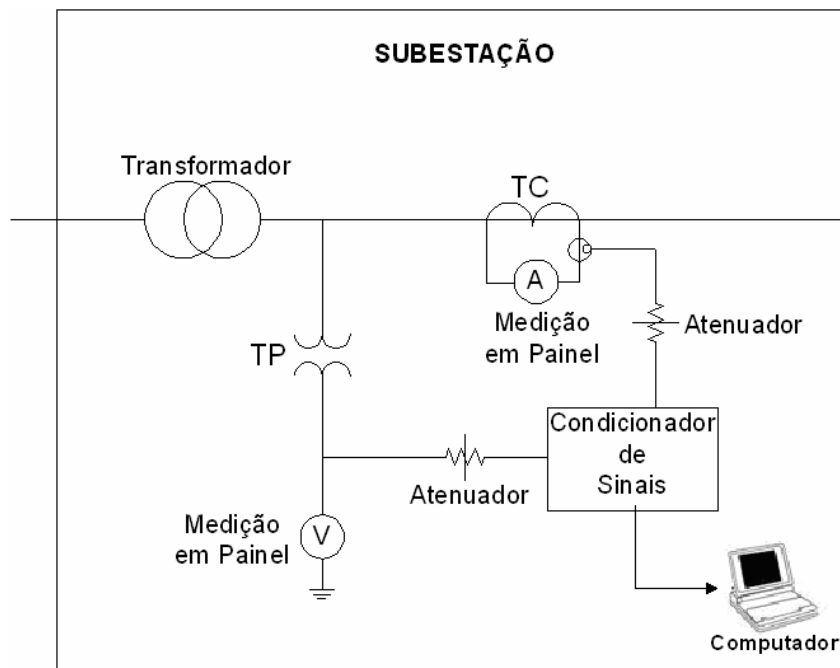 SUBESTAÇÃO
Transformador
TC
A
Medição
em Painel
Atenuador
TP
Condicionador
de
Sinais
Atenuador
Medição
em Painel
V
Computador